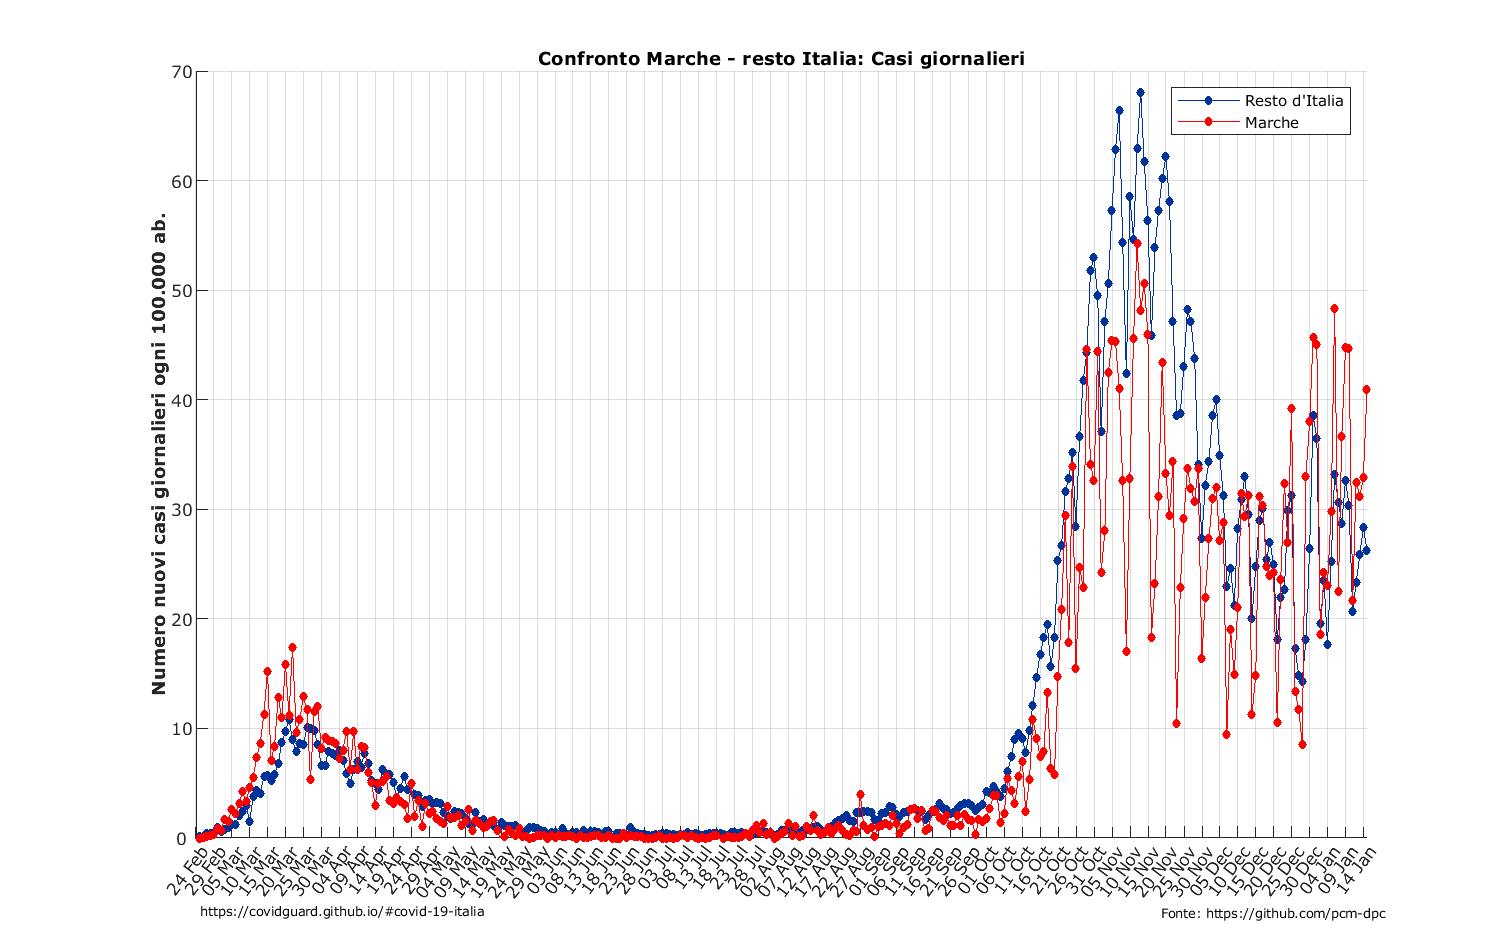 Confronto Marche - resto Italia: Casi giornalieri
Resto d'Italia
Marche
Numero nuovi casi giornalieri ogni 100.000 ab.
70
60
50
40
30
20
10
0
24 Feb
29 Feb
05 Mar
10 Mar
15 Mar
20 Mar
25 Mar
30 Mar
04 Apr
09 Apr
14 Apr
19 Apr
24 Apr
29 Apr
04 May
09 May
14 May
19 May
24 May
29 May
03 Jun
08 Jun
13 Jun
18 Jun
23 Jun
28 Jun
03 Jul
08 Jul
13 Jul
18 Jul
23 Jul
28 Jul
02 Aug
07 Aug
12 Aug
17 Aug
22 Aug
27 Aug
01 Sep
06 Sep
11 Sep
16 Sep
21 Sep
26 Sep
01 Oct
06 Oct
11 Oct
16 Oct
21 Oct
26 Oct
31 Oct
05 Nov
10 Nov
15 Nov
20 Nov
25 Nov
30 Nov
05 Dec
10 Dec
15 Dec
20 Dec
25 Dec
30 Dec
04 Jan
09 Jan
14 Jan
https://covidguard.github.io/#covid-19-italia
Fonte: https://github.com/pcm-dpc